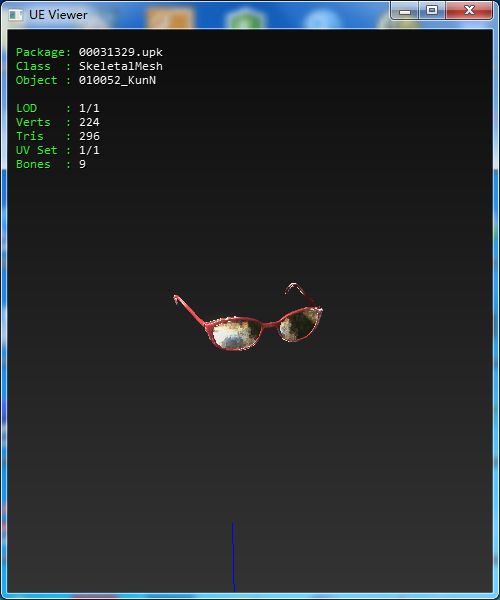 UE Viewer
Package: 00031329.upk
Class : SkeletalMesh
Object : 010052_KunN
LOD : 1/1
Verts : 224
Tris : 296
UV Set : 1/1
Bones : 9